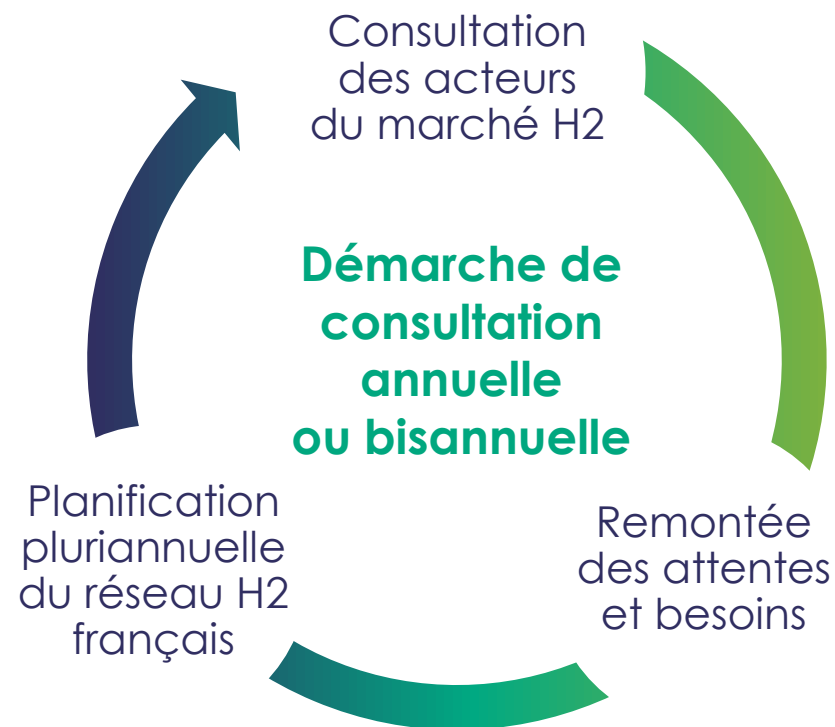 Consultation
des acteurs
du marché H2
Démarche de
consultation
annuelle
ou bisannuelle
Remontée
des attentes
et besoins
Planification
pluriannuelle
du réseau H2
français